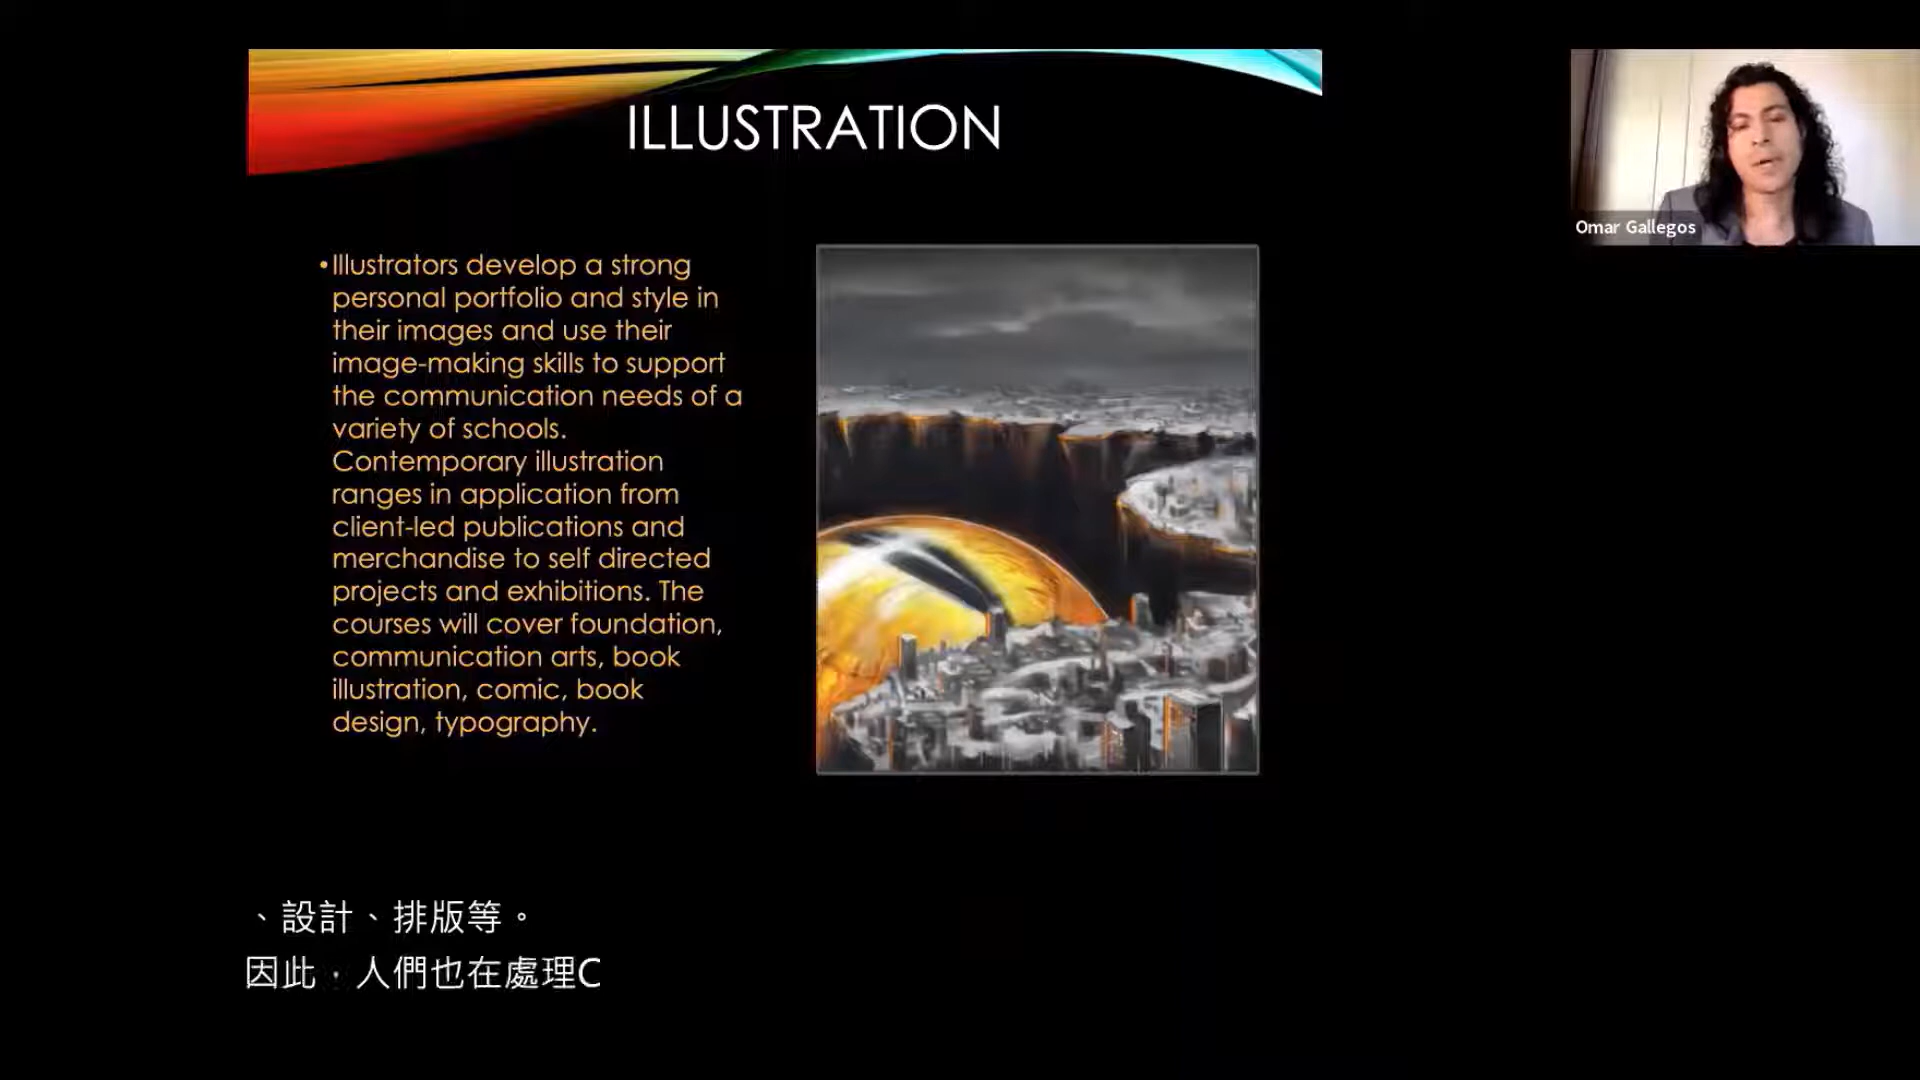 ILLUSTRATION
Omar Gallegos
•Illustrators develop a strong
personal portfolio and style in
their images and use their
image-making skills to support
the communication needs of a
variety of schools.
Contemporary illustration
ranges in application from
client-led publications and
merchandise to self directed
projects and exhibitions. The
courses will cover foundation,
communication arts, book
illustration, comic, book
design, typography.
、設計、排版等。
因此，人們也在處理C